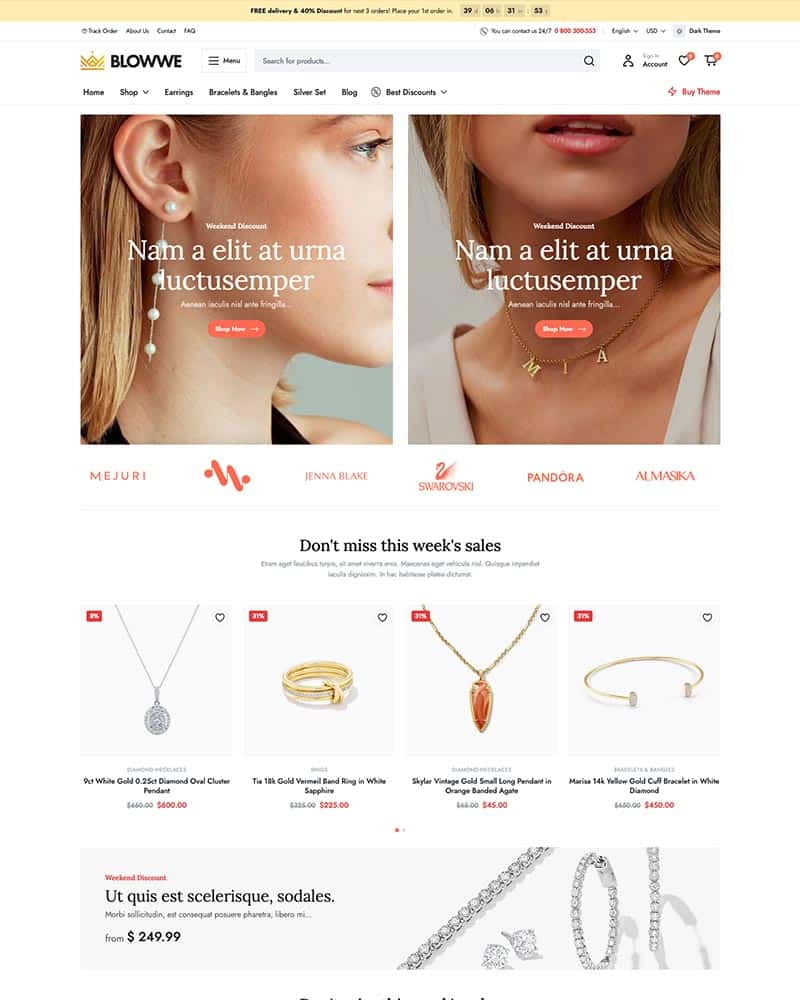 FREE delivery & 40% Discount for next 3 orders! Place your 1st order in. 39 d 06 h 31 m : 53 s
Track Order About Us Contact FAQ
You can contact us 24/7 0 800 300-353 English USD Dark Theme
BLOWWE Menu Search for products... Sign In
Account 0 0
Home Shop Earrings Bracelets & Bangles Silver Set Blog Best Discounts Buy Theme
Weekend Discount
Nam a elit at urna
luctusemper
Aenean iaculis nisl ante fringilla...
Shop Now
Weekend Discount
Nam a elit at urna
luctusemper
Aenean iaculis nisl ante fringilla...
Shop Now
M I A
MEJURI JENNA BLAKE SWAROVSKI PANDÖRA ALMASIKA
Don't miss this week's sales
Etiam eget faucibus turpis, sit amet viverra eros. Maecenas eget vehicula nisl. Quisque imperdiet
iaculis dignissim. In hac habitasse platea dictumst.
8%
DIAMOND NECKLACES
9ct White Gold 0.25ct Diamond Oval Cluster
Pendant
$650.00 $600.00
31%
RINGS
Tia 18k Gold Vermeil Band Ring in White
Sapphire
$325.00 $225.00
31%
DIAMOND NECKLACES
Skylar Vintage Gold Small Long Pendant in
Orange Banded Agate
$65.00 $45.00
31%
BRACELETS & BANGLES
Marisa 14k Yellow Gold Cuff Bracelet in White
Diamond
$650.00 $450.00
Weekend Discount
Ut quis est scelerisque, sodales.
Morbi sollicitudin, est consequat posuere pharetra, libero mi...
from $ 249.99